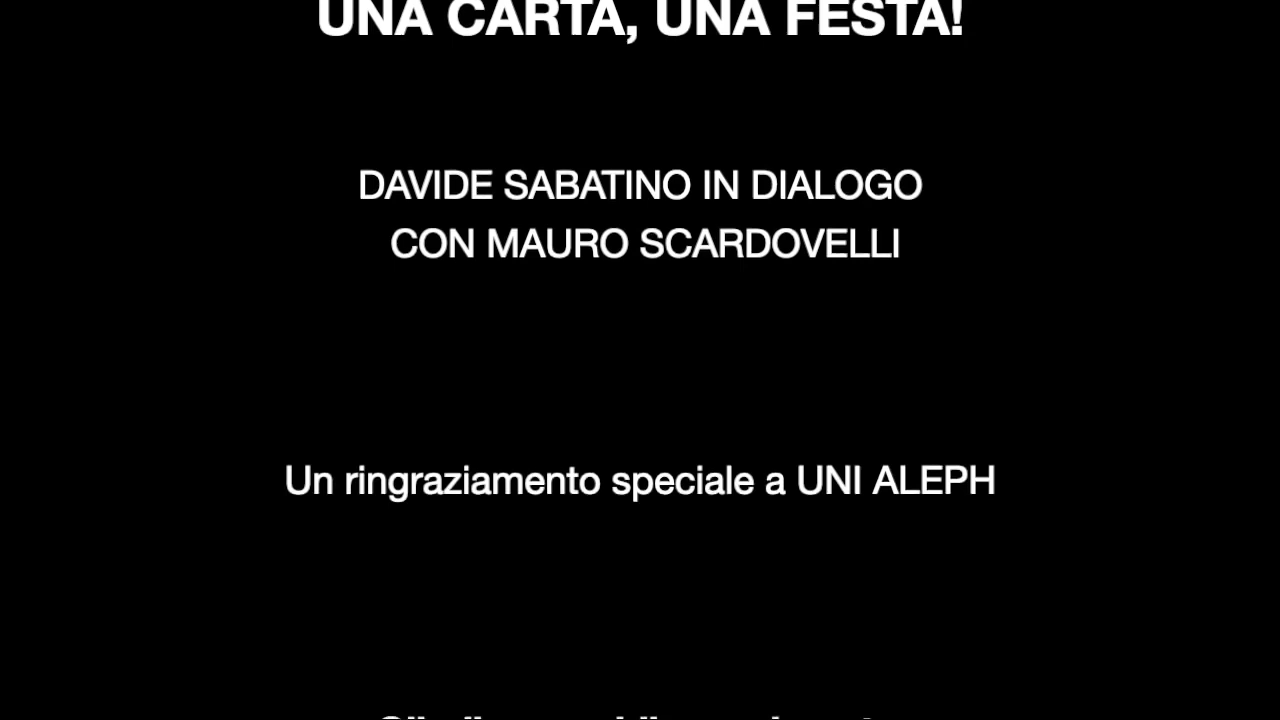 UNA CARTA, UNA FESTA!
DAVIDE SABATINO IN DIALOGO
CON MAURO SCARDOVELLI
Un ringraziamento speciale a UNI ALEPH